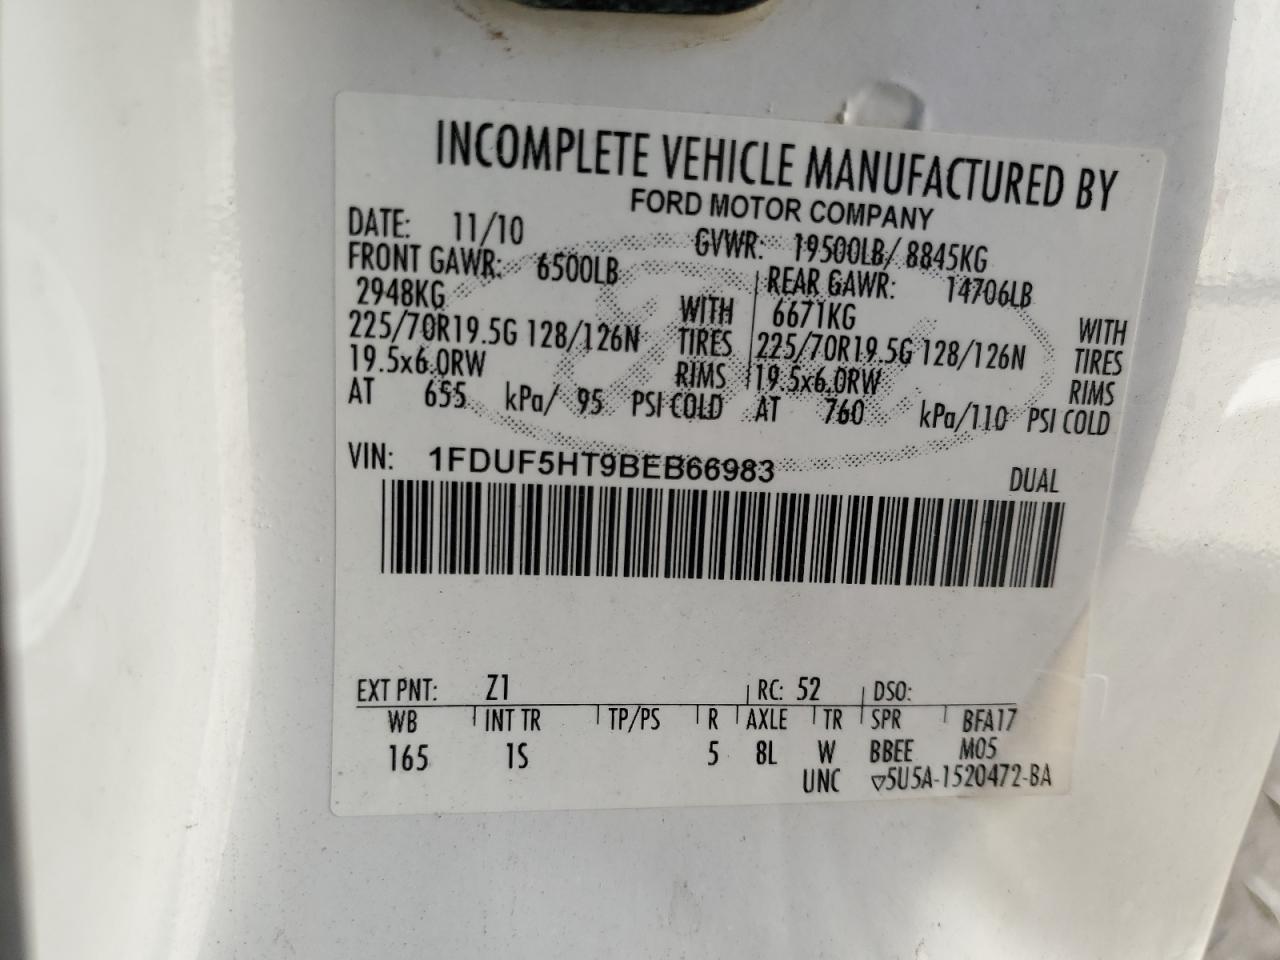 INCOMPLETE VEHICLE MANUFACTURED BY
FORD MOTOR COMPANY
DATE: 11/10 GVWR: 19500LB/ 8845KG
FRONT GAWR: 6500LB REAR GAWR: 14706LB
2948KG WITH 6671KG WITH
225/70R19.5G 128/126N TIRES 225/70R19.5G 128/126N TIRES
19.5x6.0RW RIMS 19.5x6.0RW RIMS
AT 655 kPa/ 95 PSI COLD AT 760 kPa/110 PSI COLD
VIN: 1FDUF5HT9BEB66983 DUAL
EXT PNT: Z1 RC: 52 DSO:
WB INT TR TP/PS R AXLE TR SPR BFA17
165 1S 5 8L W BBEE M05
UNC ▽5U5A-1520472-BA